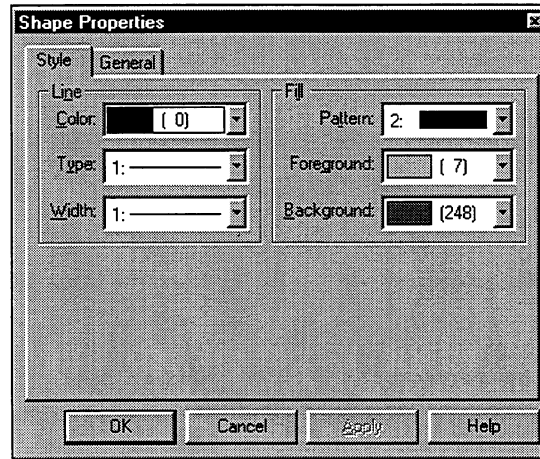 Shape Properties
Style General
Line Fill
Color: ( 0) Pattern: 2:
Type: 1: Foreground: ( 7)
Width: 1: Background: (248)
OK Cancel Apply Help